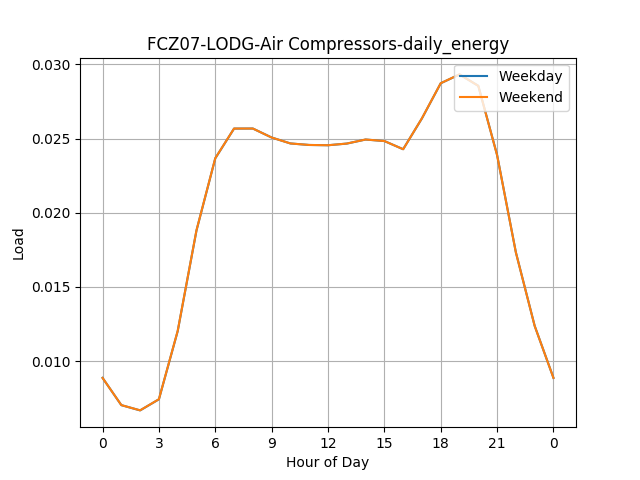 FCZ07-LODG-Air Compressors-daily_energy
Weekday
Weekend
Load
0.030
0.025
0.020
0.015
0.010
0 3 6 9 12 15 18 21 0
Hour of Day